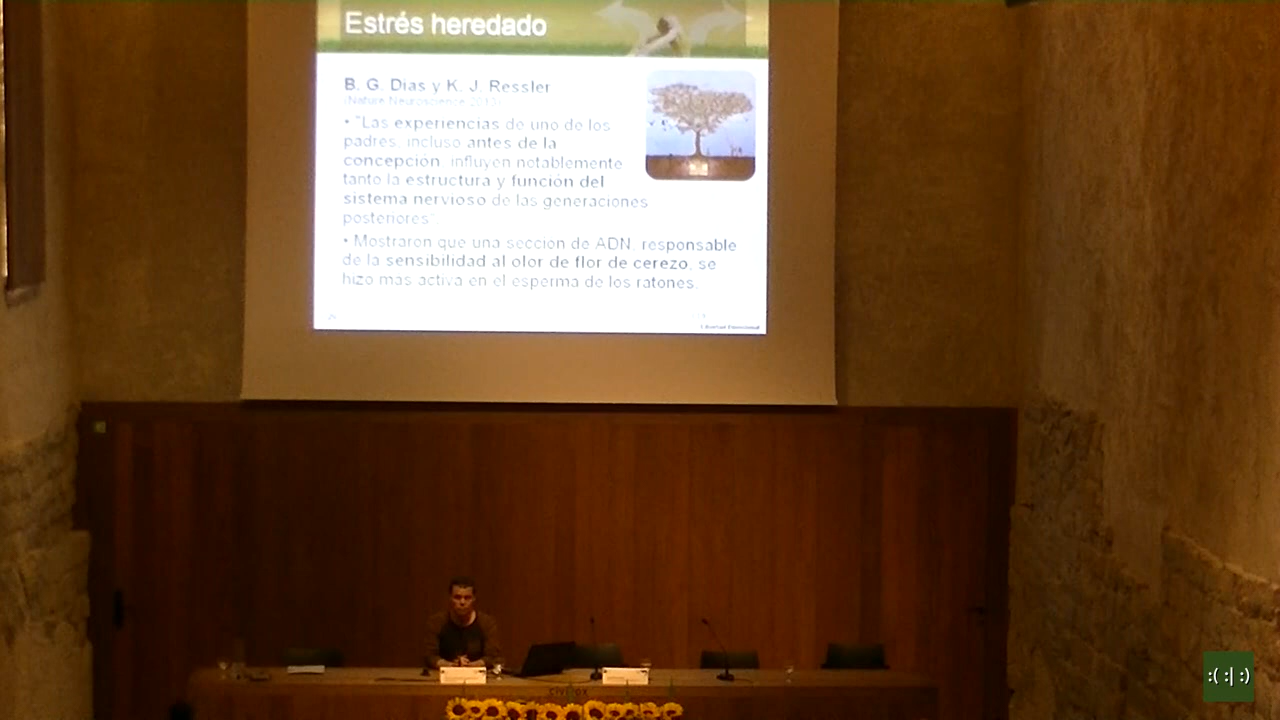 Estrés heredado
B. G. Dias y K. J. Ressler
(Nature Neuroscience 2013)
• "Las experiencias de uno de los
padres, incluso antes de la
concepción, influyen notablemente
tanto la estructura y función del
sistema nervioso de las generaciones
posteriores".
• Mostraron que una sección de ADN, responsable
de la sensibilidad al olor de flor de cerezo, se
hizo mas activa en el esperma de los ratones.
civivox
:( :| :)